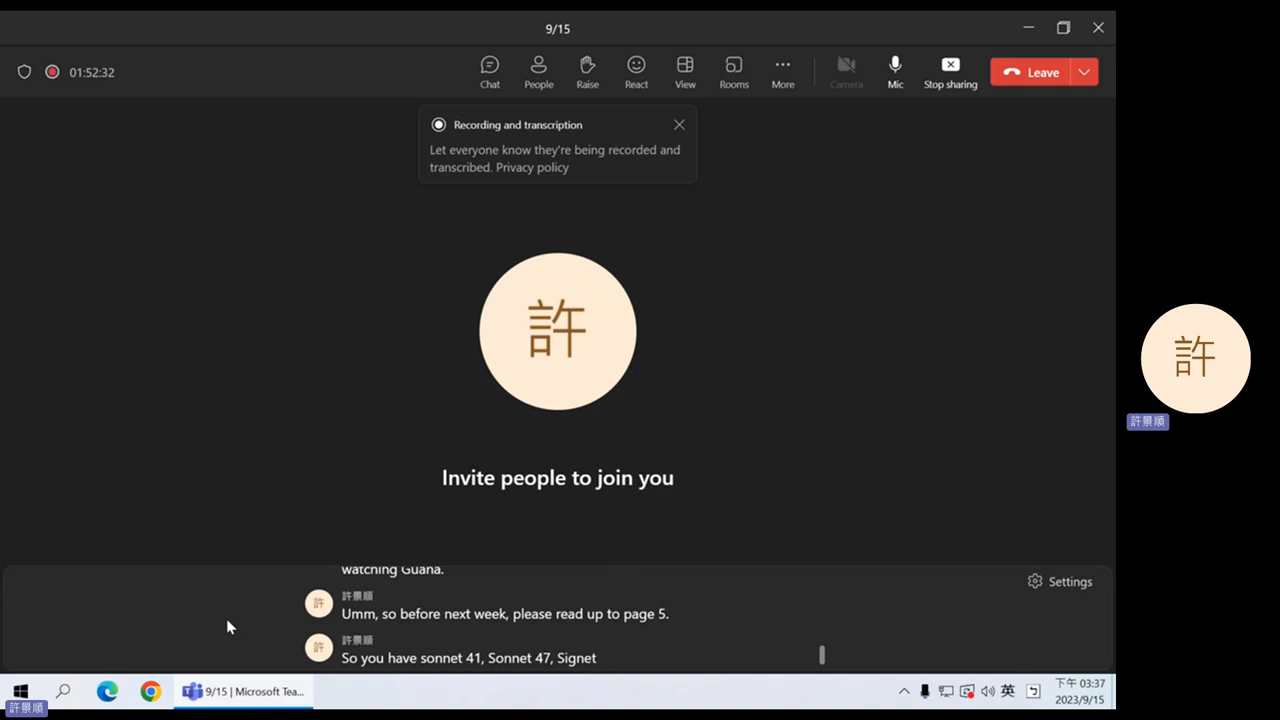 9/15
01:52:32
Chat
People
Raise
React
View
Rooms
More
Camera
Mic
Stop sharing
Leave
Recording and transcription
Let everyone know they're being recorded and
transcribed. Privacy policy
許
Invite people to join you
許
許景順
watching Guana.
Settings
許
許景順
Umm, so before next week, please read up to page 5.
許
許景順
So you have sonnet 41, Sonnet 47, Signet
9/15 | Microsoft Tea...
英
ㄅ
下午 03:37
2023/9/15
許景順